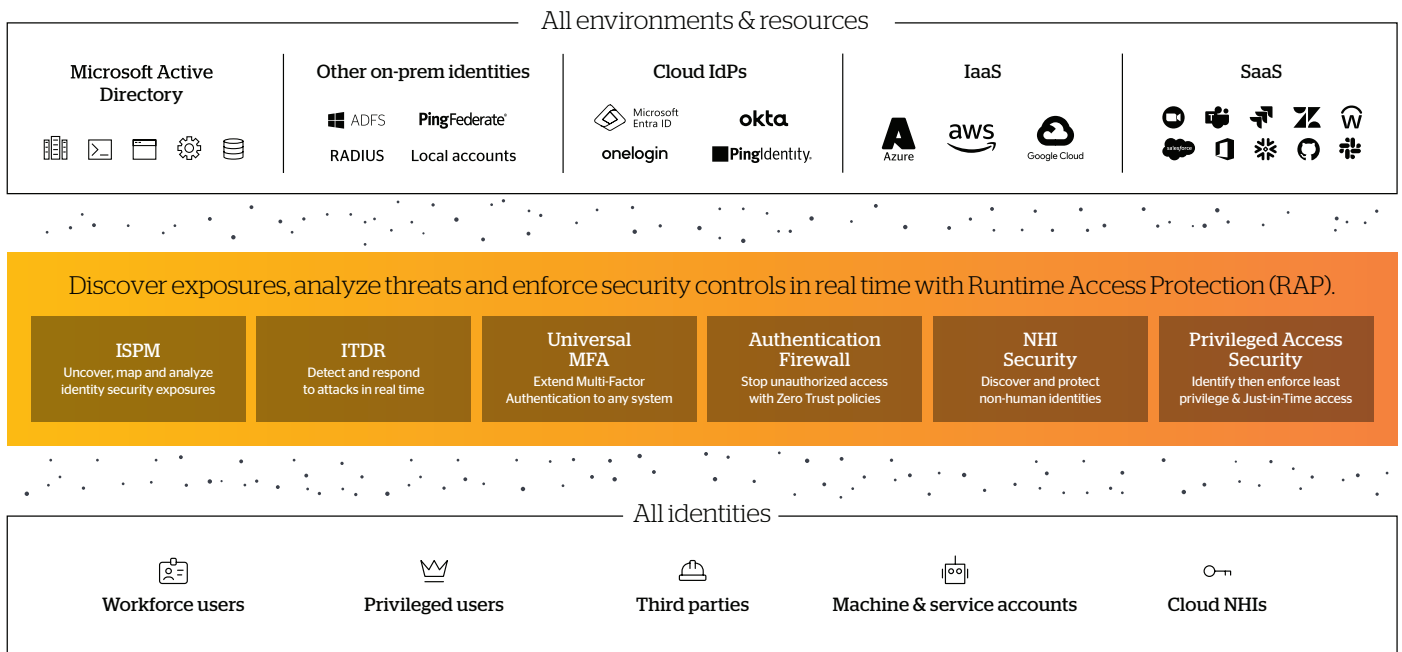 All environments & resources
Microsoft Active
Directory
Other on-prem identities
ADFS
PingFederate®
RADIUS
Local accounts
Cloud IdPs
Microsoft
Entra ID
okta
onelogin
PingIdentity.
IaaS
Azure
aws
Google Cloud
SaaS
salesforce
Discover exposures, analyze threats and enforce security controls in real time with Runtime Access Protection (RAP).
ISPM
Uncover, map and analyze
identity security exposures
ITDR
Detect and respond
to attacks in real time
Universal
MFA
Extend Multi-Factor
Authentication to any system
Authentication
Firewall
Stop unauthorized access
with Zero Trust policies
NHI
Security
Discover and protect
non-human identities
Privileged Access
Security
Identify then enforce least
privilege & Just-in-Time access
All identities
Workforce users
Privileged users
Third parties
Machine & service accounts
Cloud NHIs